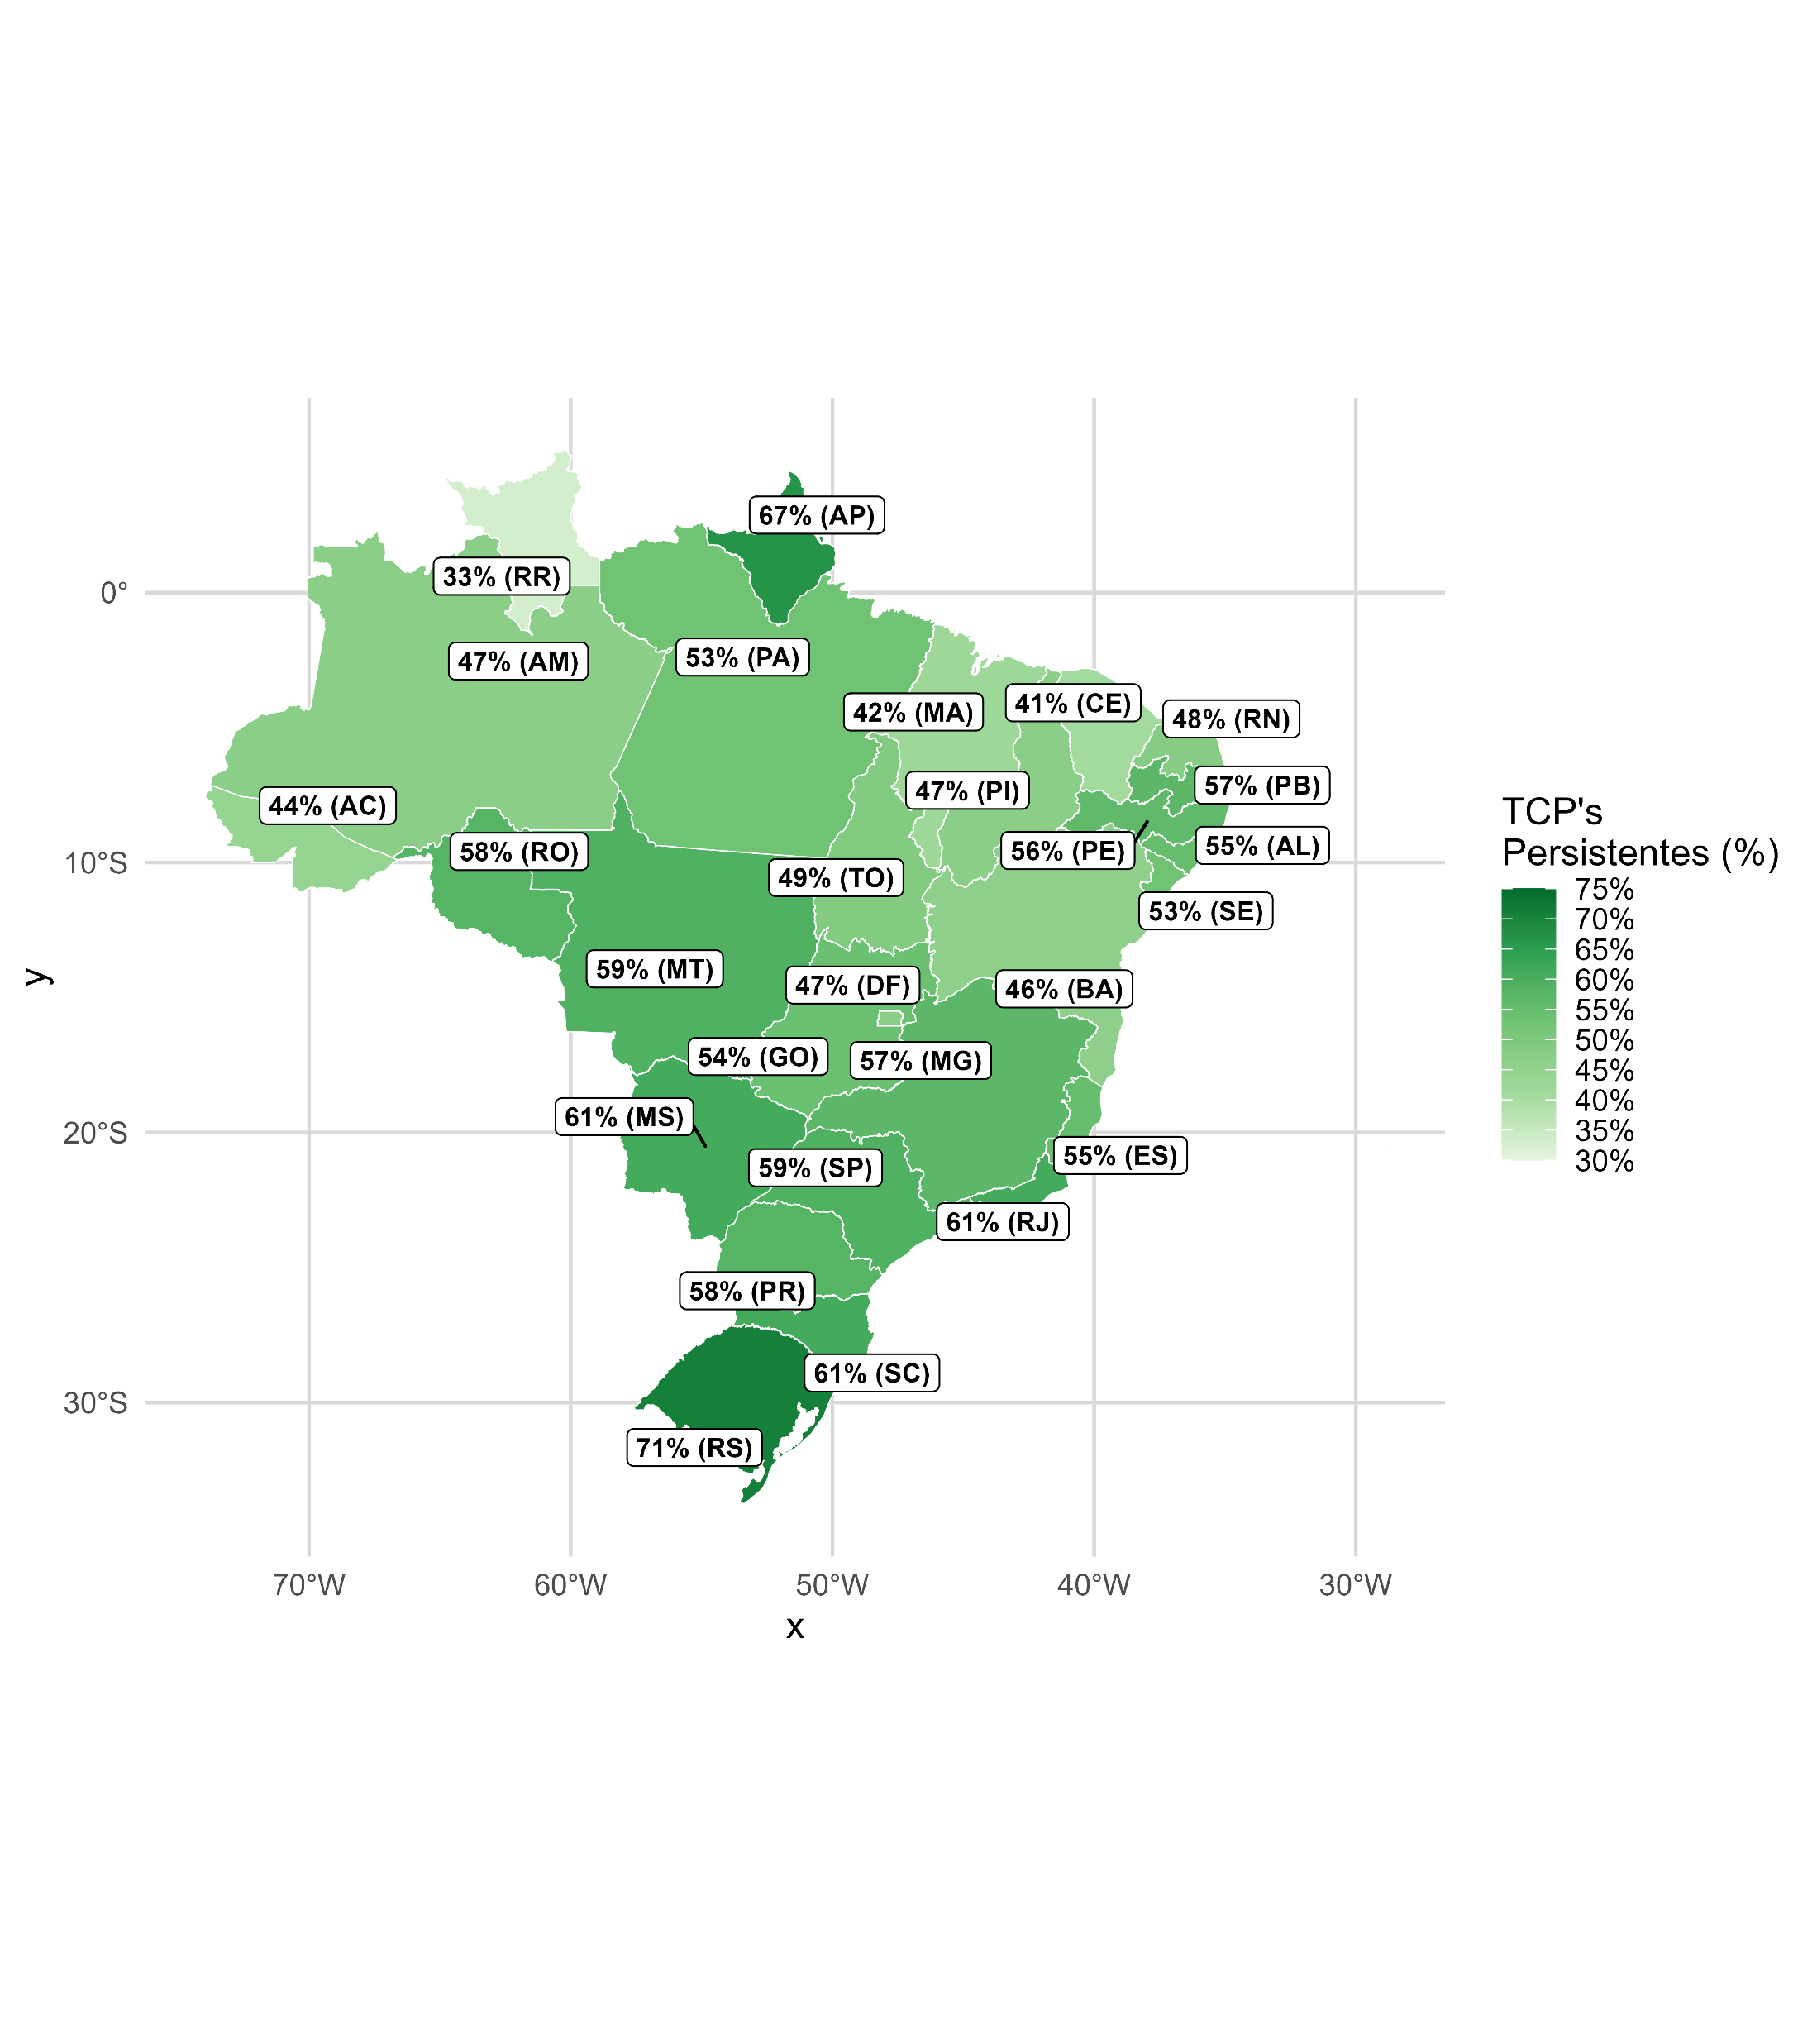 67% (AP)
33% (RR)
0°
47% (AM)
53% (PA)
42% (MA)
41% (CE)
48% (RN)
47% (PI)
57% (PB)
44% (AC)
58% (RO)
56% (PE)
55% (AL)
10°S
49% (TO)
53% (SE)
59% (MT)
47% (DF)
46% (BA)
54% (GO)
57% (MG)
61% (MS)
20°S
59% (SP)
55% (ES)
61% (RJ)
58% (PR)
61% (SC)
30°S
71% (RS)
70°W
60°W
50°W
40°W
30°W
x
y
TCP's
Persistentes (%)
75%
70%
65%
60%
55%
50%
45%
40%
35%
30%